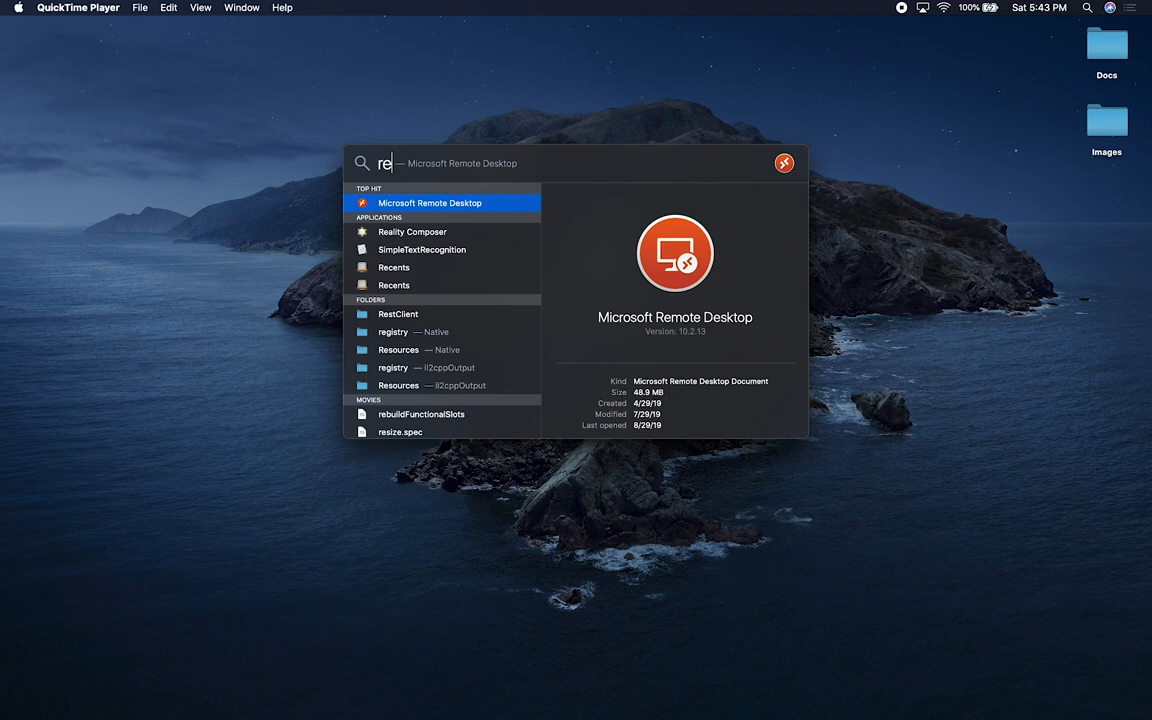 QuickTime Player File Edit View Window Help 100% Sat 5:43 PM
Docs
Images
re — Microsoft Remote Desktop
TOP HIT
Microsoft Remote Desktop
APPLICATIONS
Reality Composer
SimpleTextRecognition
Recents
Recents
FOLDERS
RestClient
registry — Native
Resources — Native
registry — il2cppOutput
Resources — il2cppOutput
MOVIES
rebuildFunctionalSlots
resize.spec
Microsoft Remote Desktop
Version: 10.2.13
Kind Microsoft Remote Desktop Document
Size 48.9 MB
Created 4/29/19
Modified 7/29/19
Last opened 8/29/19